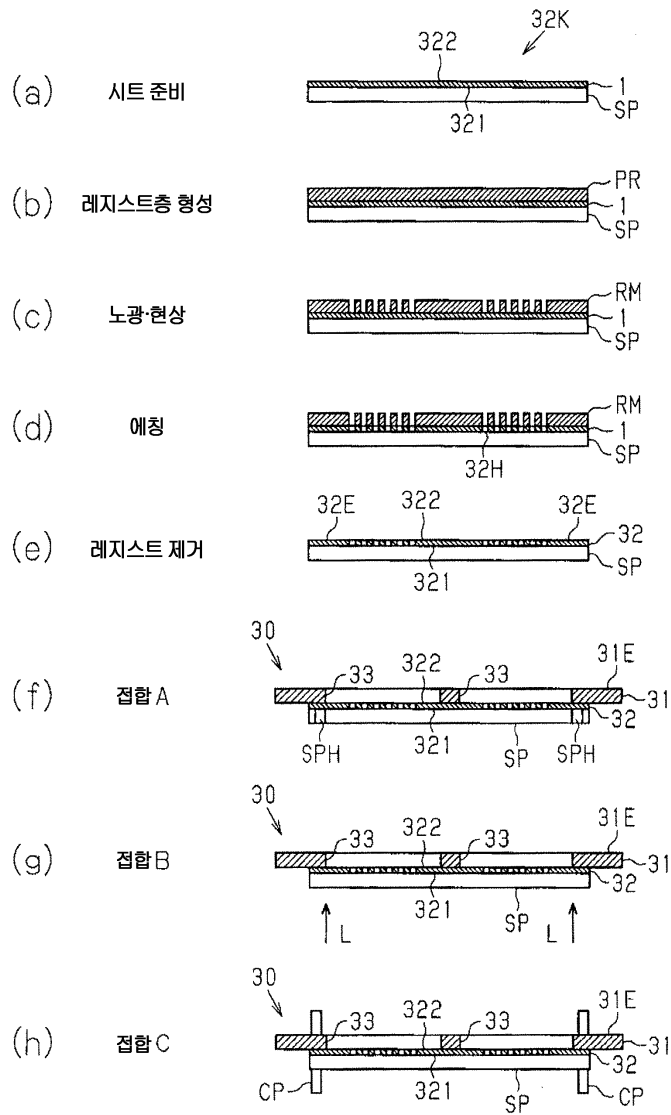 32K
322
(a) 시트 준비
1
321
SP
PR
(b) 레지스트층 형성
1
SP
RM
(c) 노광·현상
1
SP
RM
(d) 에칭
1
32H
SP
32E 322 32E
(e) 레지스트 제거
32
321
SP
30
33 322 33 31E
(f) 접합 A
31
32
SPH 321 SP SPH
30
33 322 33 31E
(g) 접합 B
31
32
321 SP
L L
30
33 322 33 31E
(h) 접합 C
31
32
CP 321 SP CP